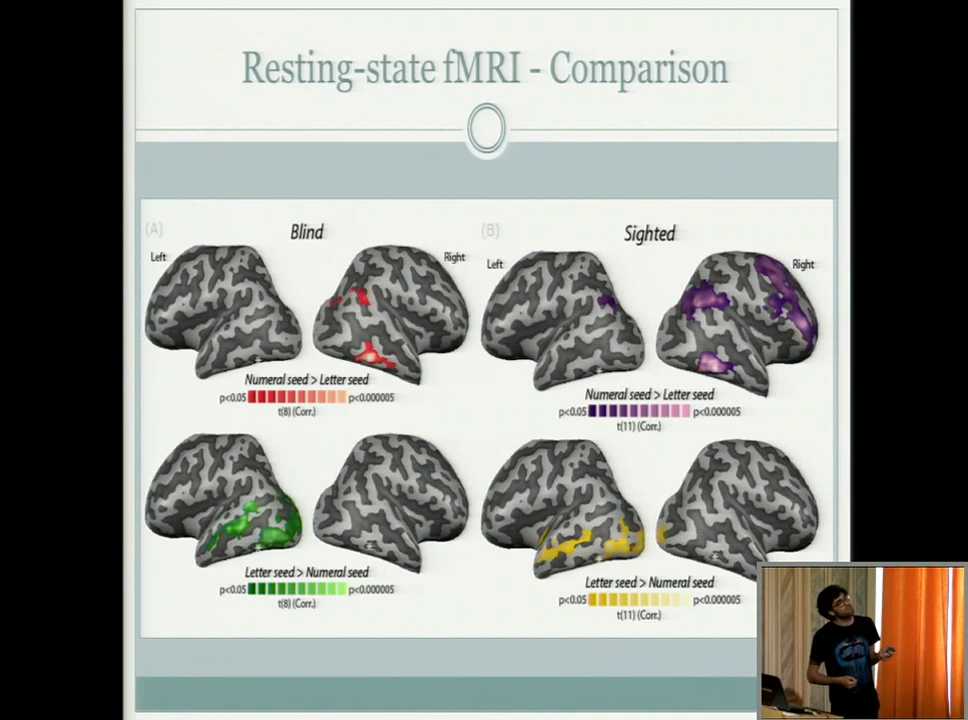 Resting-state fMRI - Comparison
(A)
Blind
(B)
Sighted
Left
Right
Left
Right
Numeral seed > Letter seed
p<0.05
p<0.000005
t(8) (Corr.)
Numeral seed > Letter seed
p<0.05
p<0.000005
t(11) (Corr.)
Letter seed > Numeral seed
p<0.05
p<0.000005
t(8) (Corr.)
Letter seed > Numeral seed
p<0.05
p<0.000005
t(11) (Corr.)